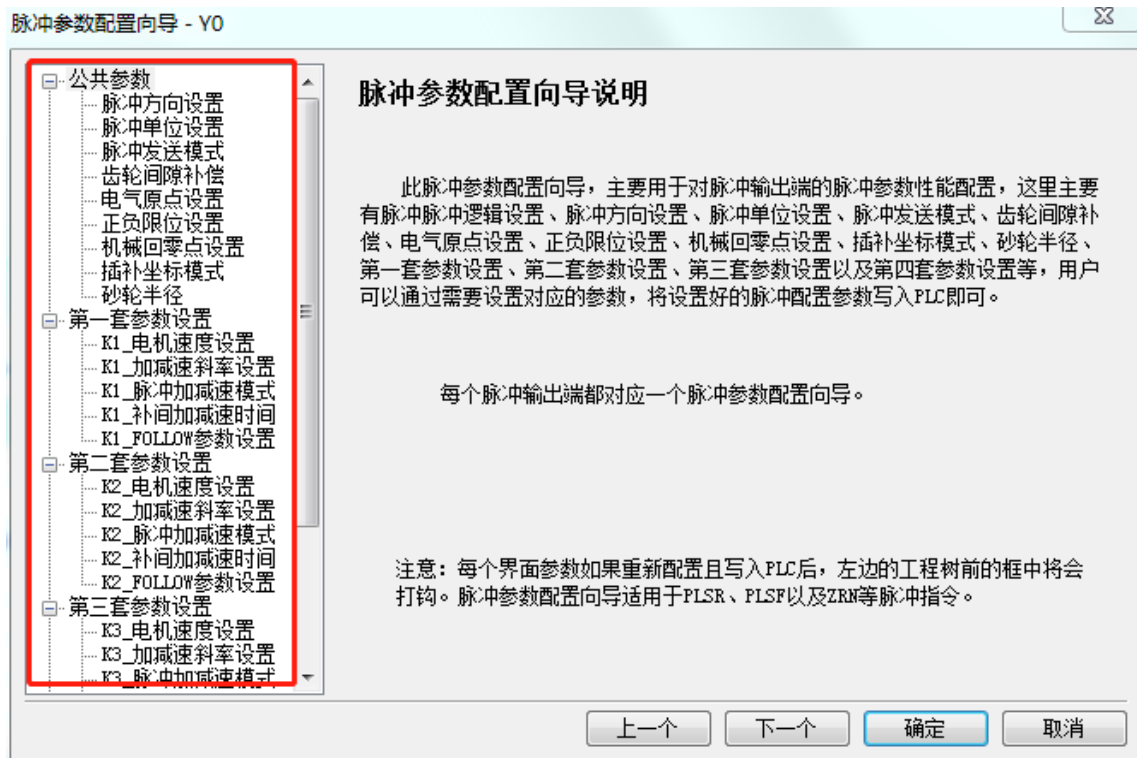 脉冲参数配置向导 - Y0
公共参数
脉冲方向设置
脉冲单位设置
脉冲发送模式
齿轮间隙补偿
电气原点设置
正负限位设置
机械回零点设置
插补坐标模式
砂轮半径
第一套参数设置
K1_电机速度设置
K1_加减速斜率设置
K1_脉冲加减速模式
K1_补间加减速时间
K1_FOLLOW参数设置
第二套参数设置
K2_电机速度设置
K2_加减速斜率设置
K2_脉冲加减速模式
K2_补间加减速时间
K2_FOLLOW参数设置
第三套参数设置
K3_电机速度设置
K3_加减速斜率设置
K3_脉冲加减速模式
脉冲参数配置向导说明
此脉冲参数配置向导，主要用于对脉冲输出端的脉冲参数性能配置，这里主要
有脉冲脉冲逻辑设置、脉冲方向设置、脉冲单位设置、脉冲发送模式、齿轮间隙补
偿、电气原点设置、正负限位设置、机械回零点设置、插补坐标模式、砂轮半径、
第一套参数设置、第二套参数设置、第三套参数设置以及第四套参数设置等，用户
可以通过需要设置对应的参数，将设置好的脉冲配置参数写入PLC即可。
每个脉冲输出端都对应一个脉冲参数配置向导。
注意：每个界面参数如果重新配置且写入PLC后，左边的工程树前的框中将会
打钩。脉冲参数配置向导适用于PLSR、PLSF以及ZRN等脉冲指令。
上一个
下一个
确定
取消